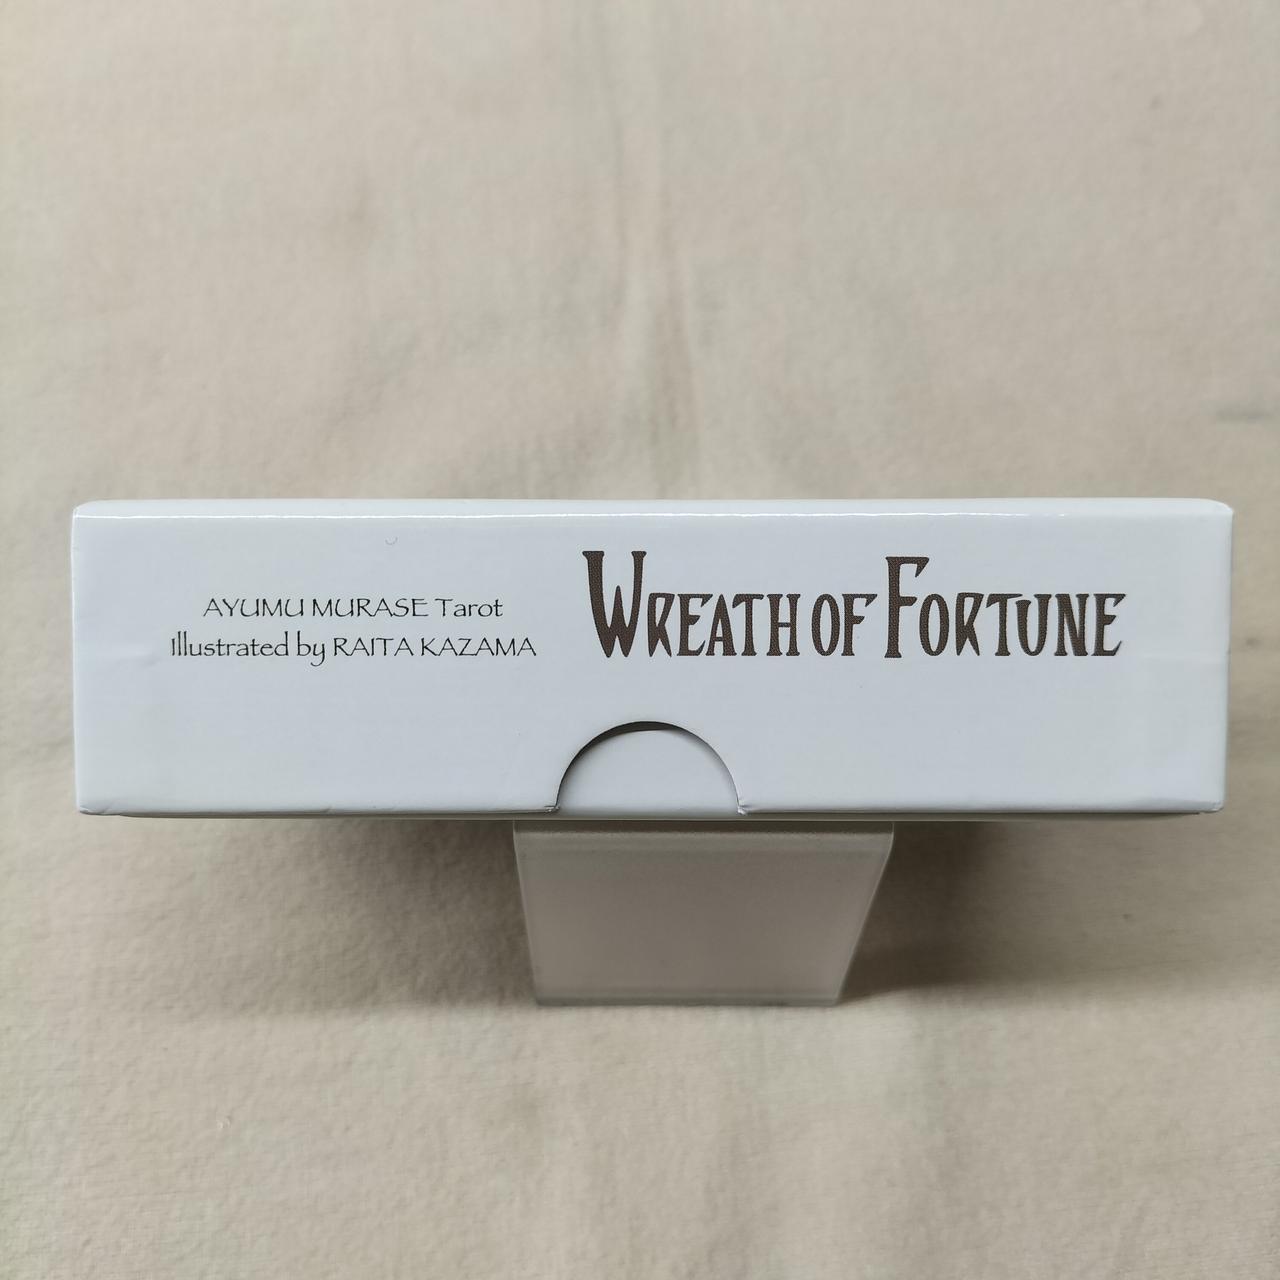 AYUMU MURASE Tarot
Illustrated by RAITA KAZAMA
WREATH OF FORTUNE